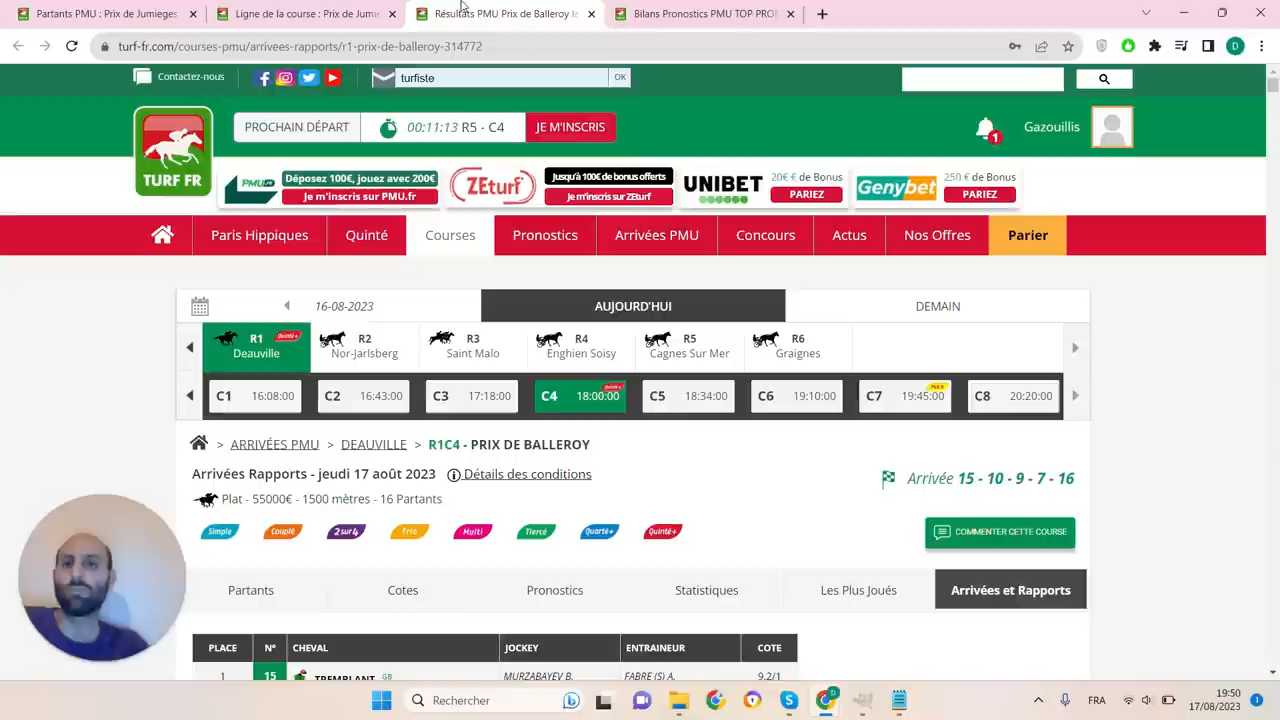 Partants PMU : Prix de Jumieges
Ligne de la course : Prix de Jumie
Résultats PMU Prix de Balleroy le
Bilans Pronostics PMU TOP PRON
turf-fr.com/courses-pmu/arrivees-rapports/r1-prix-de-balleroy-314772
D
Contactez-nous
turfiste
OK
TURF FR
PROCHAIN DÉPART
00:11:13 R5 - C4
JE M'INSCRIS
1
Gazouillis
PMU.FR
Déposez 100€, jouez avec 200€
Je m'inscris sur PMU.fr
ZEturf
Jusqu'à 100€ de bonus offerts
Je m'inscris sur ZEturf
UNIBET
20€ € de Bonus
PARIEZ
Genybet
250 € de Bonus
PARIEZ
Paris Hippiques
Quinté
Courses
Pronostics
Arrivées PMU
Concours
Actus
Nos Offres
Parier
16-08-2023
AUJOURD'HUI
DEMAIN
R1 Quinté+
Deauville
R2
Nor-Jarlsberg
R3
Saint Malo
R4
Enghien Soisy
R5
Cagnes Sur Mer
R6
Graignes
C1 16:08:00
C2 16:43:00
C3 17:18:00
C4 18:00:00 Quinté+
C5 18:34:00
C6 19:10:00
C7 19:45:00
C8 20:20:00
> ARRIVÉES PMU > DEAUVILLE > R1C4 - PRIX DE BALLEROY
Arrivées Rapports - jeudi 17 août 2023
Détails des conditions
Arrivée 15 - 10 - 9 - 7 - 16
Plat - 55000€ - 1500 mètres - 16 Partants
Simple
Couplé
2sur4
Trio
Multi
Tiercé
Quarté+
Quinté+
COMMENTER CETTE COURSE
Partants
Cotes
Pronostics
Statistiques
Les Plus Joués
Arrivées et Rapports
PLACE N° CHEVAL JOCKEY ENTRAINEUR COTE
1 15 TREMBLANT GB MURZABAYEV B. FABRE (S) A. 9.2/1
Rechercher
D
FRA
19:50
17/08/2023
1